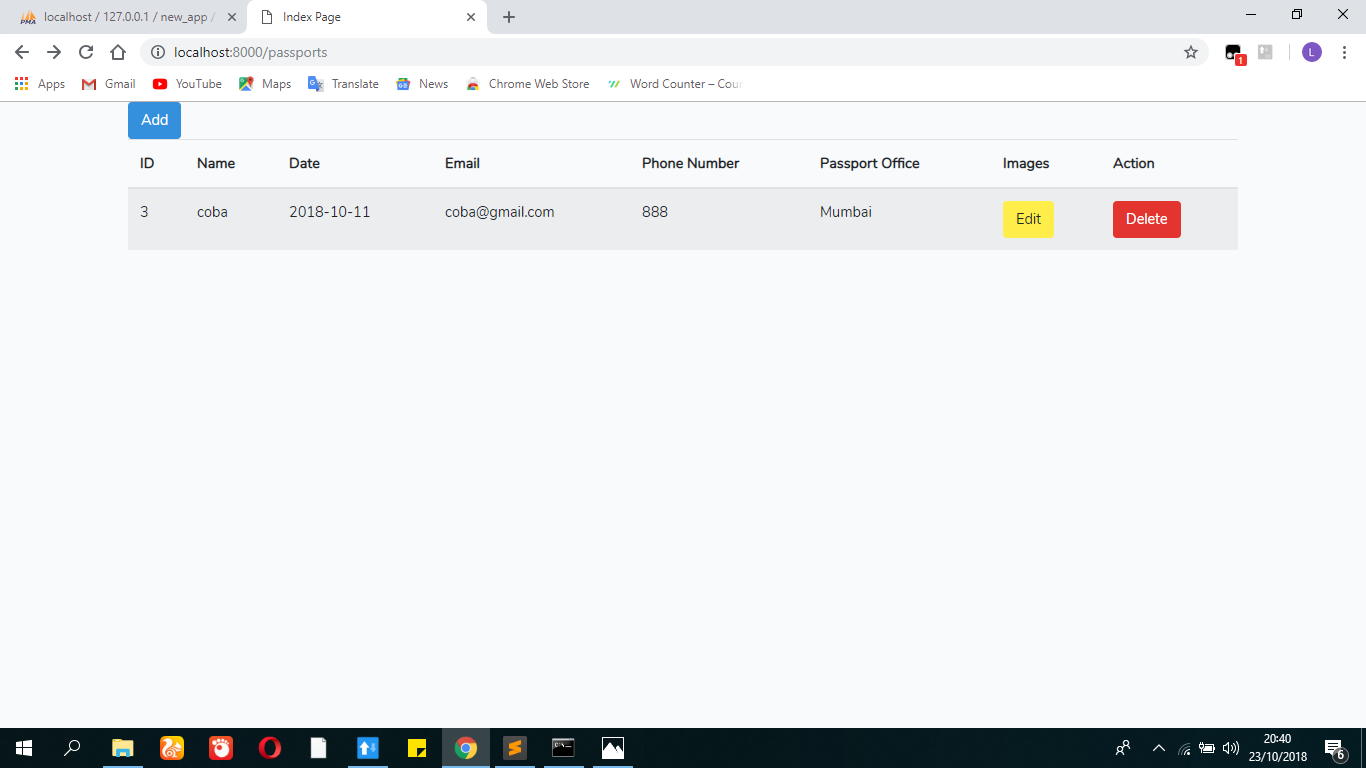 localhost / 127.0.0.1 / new_app /
Index Page
localhost:8000/passports
1
L
Apps Gmail YouTube Maps Translate News Chrome Web Store Word Counter – Cour
Add
ID Name Date Email Phone Number Passport Office Images Action
3 coba 2018-10-11 coba@gmail.com 888 Mumbai Edit Delete
20:40
23/10/2018
6